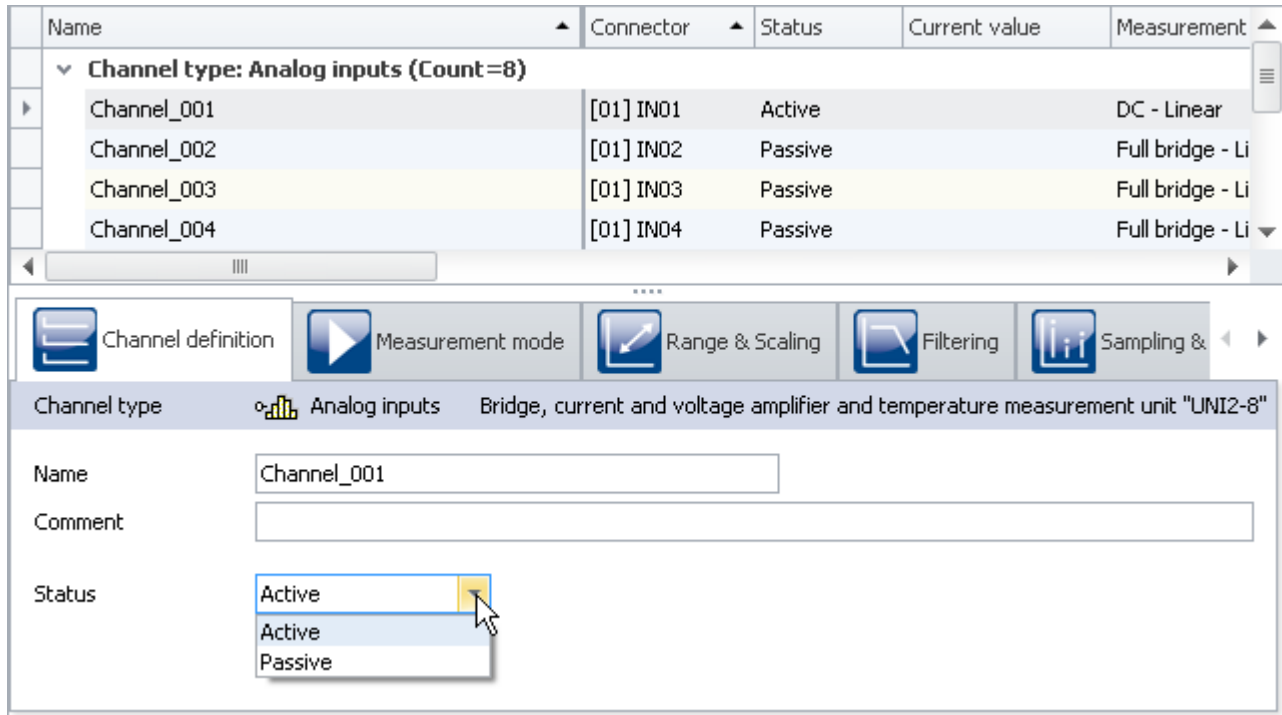 Name Connector Status Current value Measurement
Channel type: Analog inputs (Count=8)
Channel_001 [01] IN01 Active DC - Linear
Channel_002 [01] IN02 Passive Full bridge - Li
Channel_003 [01] IN03 Passive Full bridge - Li
Channel_004 [01] IN04 Passive Full bridge - Li
Channel definition Measurement mode Range & Scaling Filtering Sampling &
Channel type Analog inputs Bridge, current and voltage amplifier and temperature measurement unit "UNI2-8"
Name Channel_001
Comment
Status Active
Active
Passive